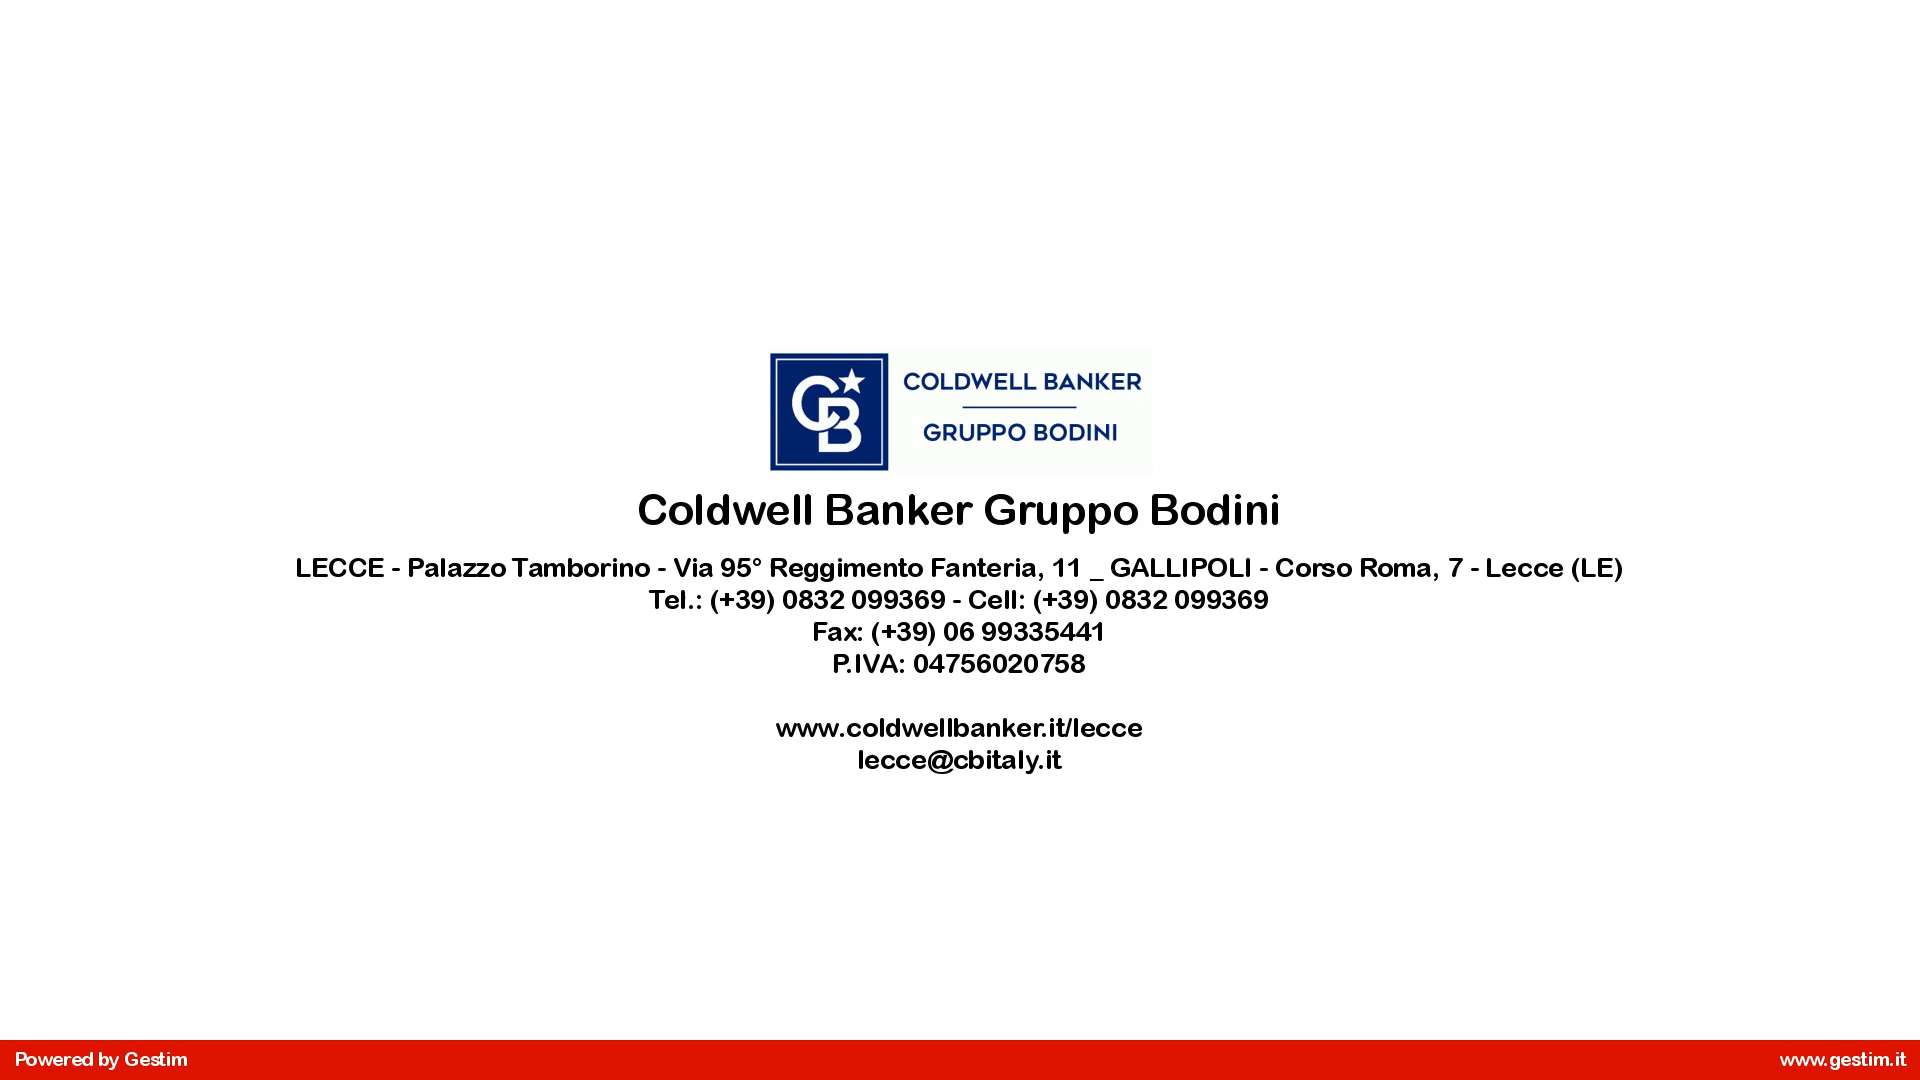 CB
COLDWELL BANKER
GRUPPO BODINI
Coldwell Banker Gruppo Bodini
LECCE - Palazzo Tamborino - Via 95° Reggimento Fanteria, 11 _ GALLIPOLI - Corso Roma, 7 - Lecce (LE)
Tel.: (+39) 0832 099369 - Cell: (+39) 0832 099369
Fax: (+39) 06 99335441
P.IVA: 04756020758
www.coldwellbanker.it/lecce
lecce@cbitaly.it
Powered by Gestim
www.gestim.it